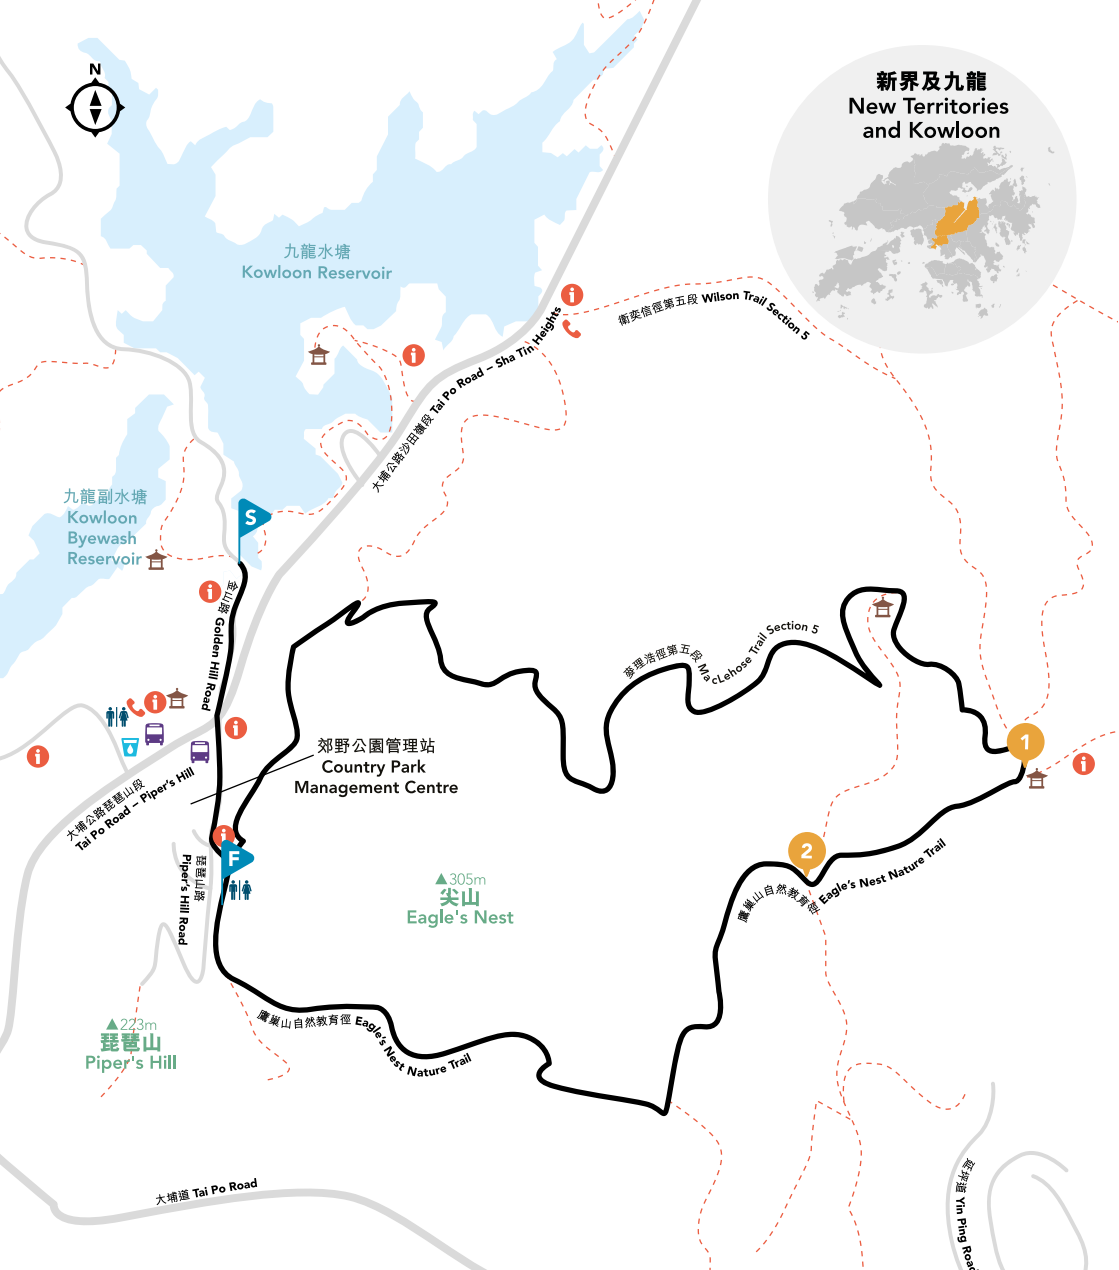 N
新界及九龍
New Territories
and Kowloon
九龍水塘
Kowloon Reservoir
衛奕信徑第五段 Wilson Trail Section 5
大埔公路沙田嶺段 Tai Po Road – Sha Tin Heights
九龍副水塘
Kowloon
Byewash
Reservoir
S
金山路 Golden Hill Road
麥理浩徑第五段 MacLehose Trail Section 5
郊野公園管理站
Country Park
Management Centre
大埔公路琵琶山段
Tai Po Road – Piper's Hill
1
2
F
琵琶山路
Piper's Hill Road
305m
尖山
Eagle's Nest
鷹巢山自然教育徑 Eagle's Nest Nature Trail
鷹巢山自然教育徑 Eagle's Nest Nature Trail
223m
琵琶山
Piper's Hill
大埔道 Tai Po Road
延坪道 Yin Ping Road
i
i
i
i
i
i
i
i